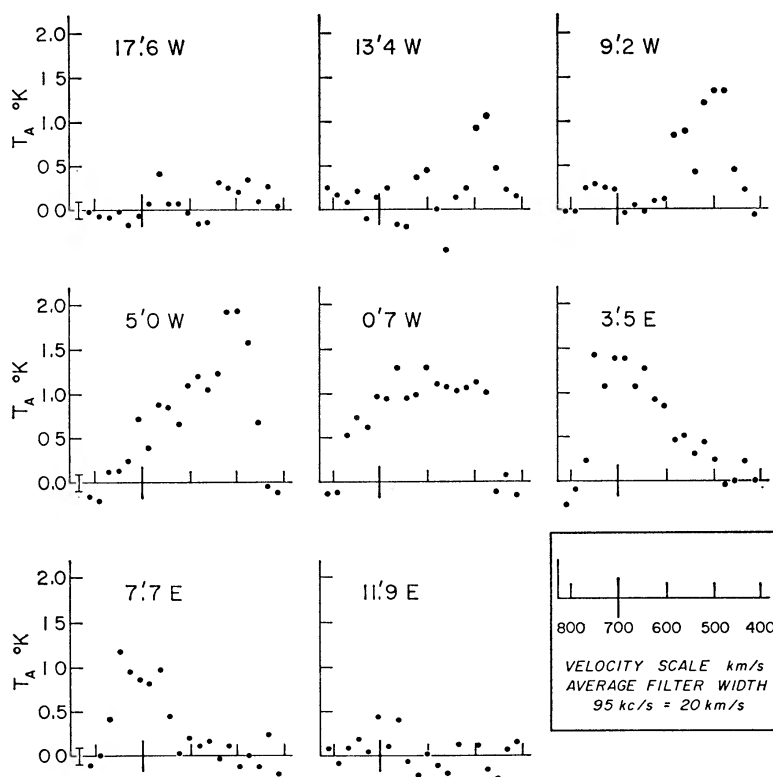 2.0
1.5
1.0
0.5
0.0
T_A °K
17'.6 W
13'.4 W
9'.2 W
2.0
1.5
1.0
0.5
0.0
T_A °K
5'.0 W
0'.7 W
3'.5 E
2.0
1.5
1.0
0.5
0.0
T_A °K
7'.7 E
11'.9 E
800 700 600 500 400
VELOCITY SCALE km/s
AVERAGE FILTER WIDTH
95 kc/s = 20 km/s